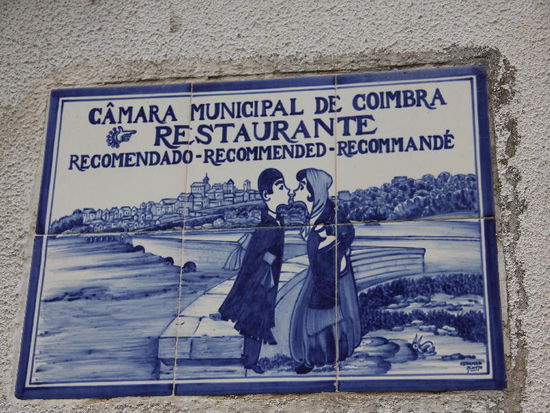 CÂMARA MUNICIPAL DE COIMBRA
RESTAURANTE
RECOMENDADO-RECOMMENDED-RECOMMANDÉ